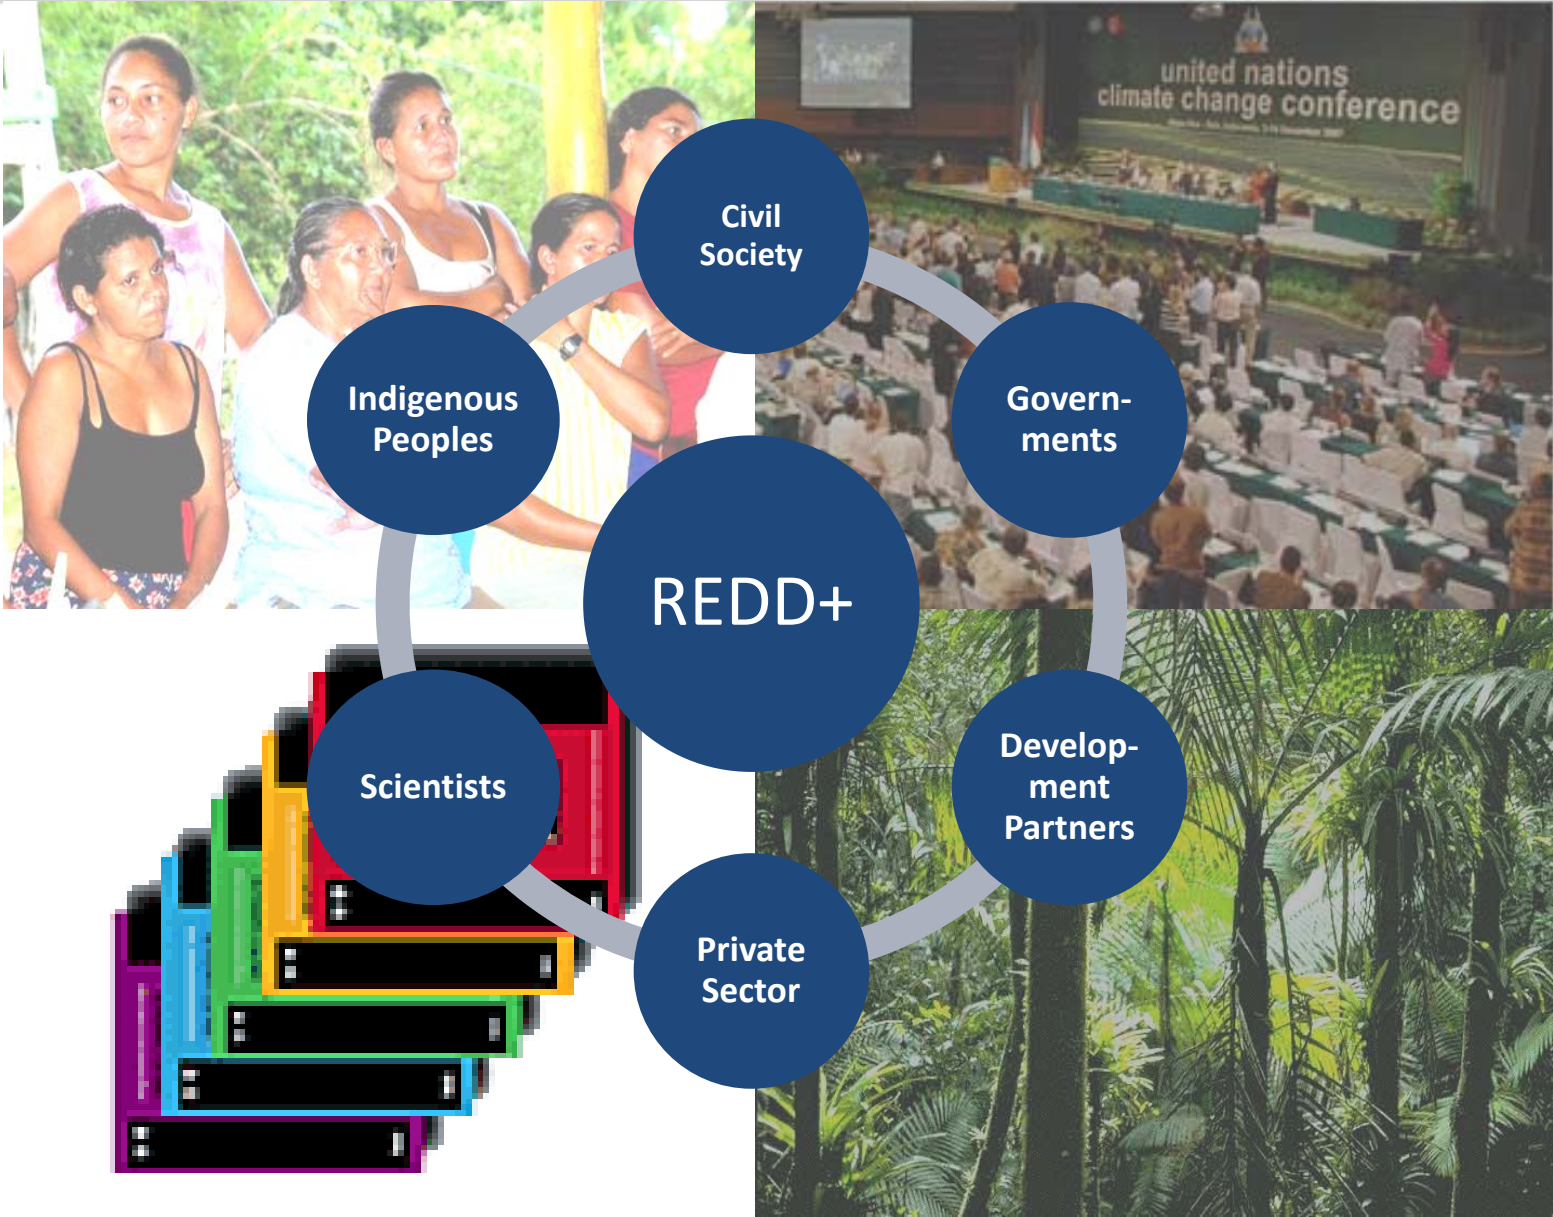 united nations
climate change conference
Civil
Society
Indigenous
Peoples
Govern-
ments
REDD+
Scientists
Develop-
ment
Partners
Private
Sector